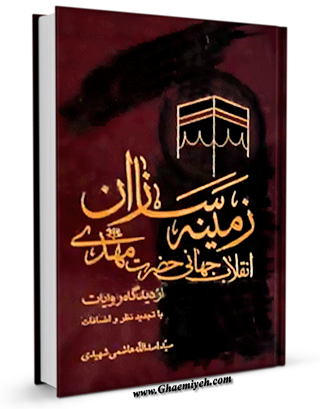 زمینه سازان
انقلاب جهانی حضرت مهدی
از دیدگاه روایات
با تجدید نظر و اضافات
سید اسدالله هاشمی شهیدی
www.Ghaemiyeh.com